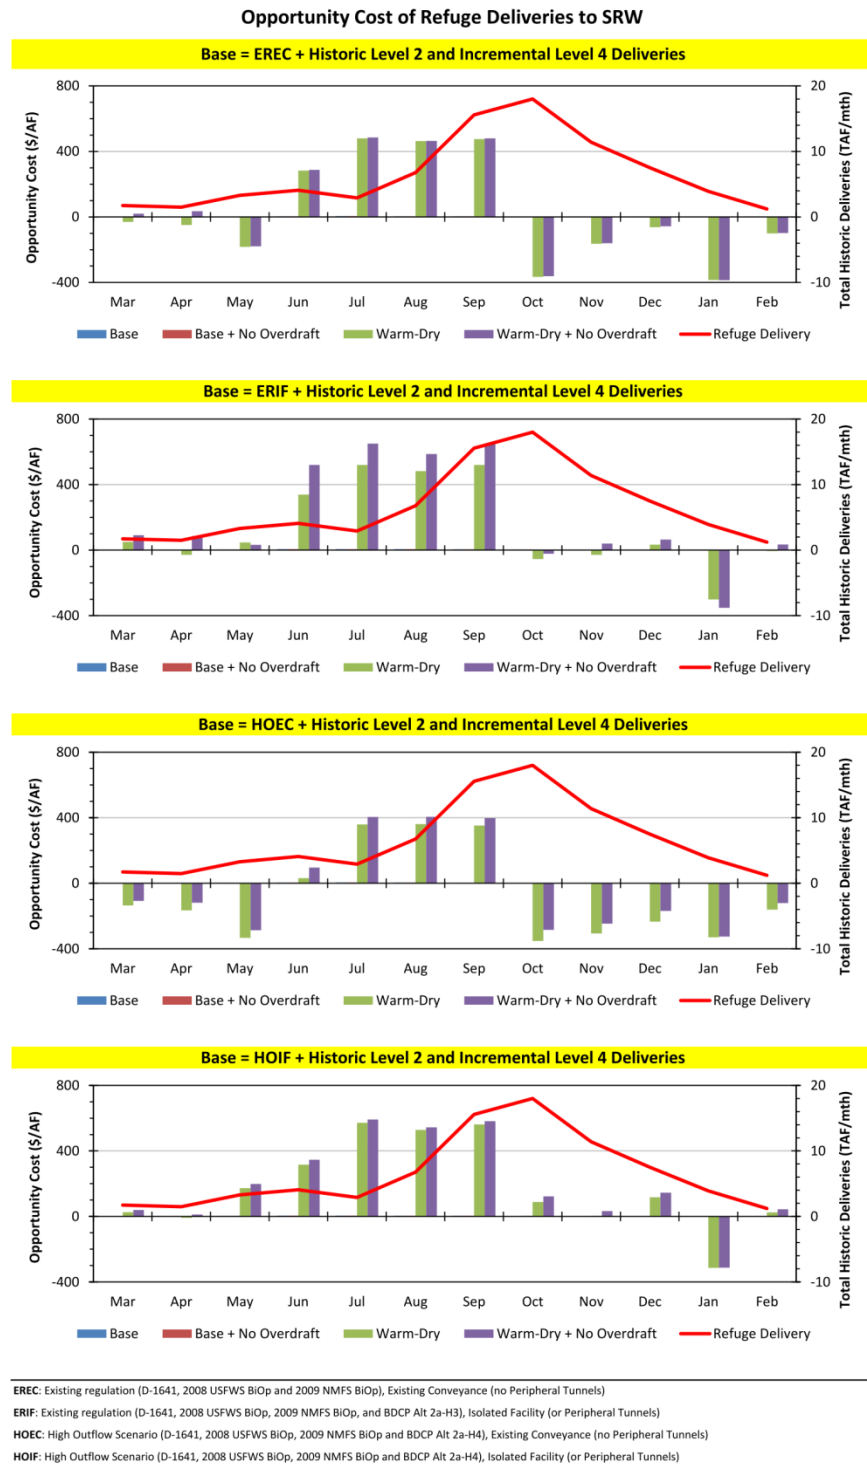 Opportunity Cost of Refuge Deliveries to SRW
Base = EREC + Historic Level 2 and Incremental Level 4 Deliveries
800
400
0
-400
Opportunity Cost ($/AF)
20
10
0
-10
Total Historic Deliveries (TAF/mth)
Mar Apr May Jun Jul Aug Sep Oct Nov Dec Jan Feb
Base Base + No Overdraft Warm-Dry Warm-Dry + No Overdraft Refuge Delivery
Base = ERIF + Historic Level 2 and Incremental Level 4 Deliveries
800
400
0
-400
Opportunity Cost ($/AF)
20
10
0
-10
Total Historic Deliveries (TAF/mth)
Mar Apr May Jun Jul Aug Sep Oct Nov Dec Jan Feb
Base Base + No Overdraft Warm-Dry Warm-Dry + No Overdraft Refuge Delivery
Base = HOEC + Historic Level 2 and Incremental Level 4 Deliveries
800
400
0
-400
Opportunity Cost ($/AF)
20
10
0
-10
Total Historic Deliveries (TAF/mth)
Mar Apr May Jun Jul Aug Sep Oct Nov Dec Jan Feb
Base Base + No Overdraft Warm-Dry Warm-Dry + No Overdraft Refuge Delivery
Base = HOIF + Historic Level 2 and Incremental Level 4 Deliveries
800
400
0
-400
Opportunity Cost ($/AF)
20
10
0
-10
Total Historic Deliveries (TAF/mth)
Mar Apr May Jun Jul Aug Sep Oct Nov Dec Jan Feb
Base Base + No Overdraft Warm-Dry Warm-Dry + No Overdraft Refuge Delivery
EREC: Existing regulation (D-1641, 2008 USFWS BiOp and 2009 NMFS BiOp), Existing Conveyance (no Peripheral Tunnels)
ERIF: Existing regulation (D-1641, 2008 USFWS BiOp, 2009 NMFS BiOp, and BDCP Alt 2a-H3), Isolated Facility (or Peripheral Tunnels)
HOEC: High Outflow Scenario (D-1641, 2008 USFWS BiOp, 2009 NMFS BiOp and BDCP Alt 2a-H4), Existing Conveyance (no Peripheral Tunnels)
HOIF: High Outflow Scenario (D-1641, 2008 USFWS BiOp, 2009 NMFS BiOp and BDCP Alt 2a-H4), Isolated Facility (or Peripheral Tunnels)